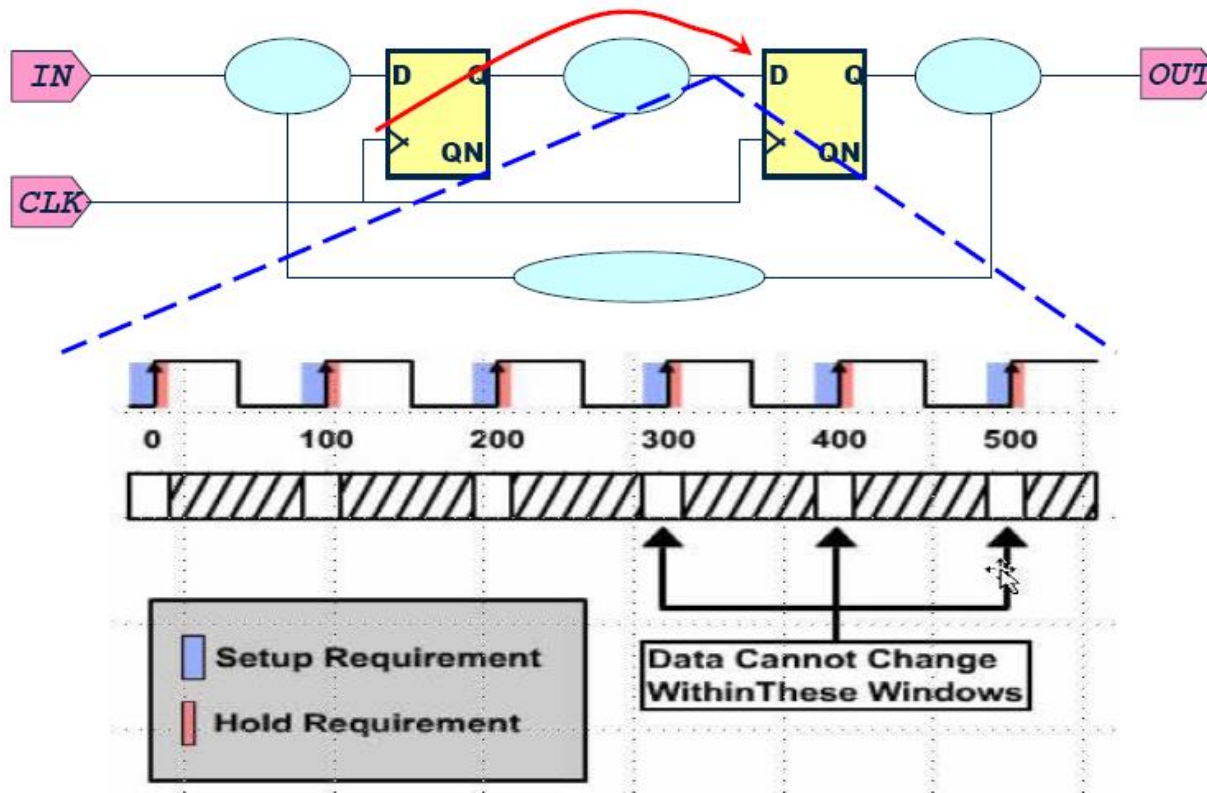 IN D Q D Q OUT
QN QN
CLK
0 100 200 300 400 500
Setup Requirement
Hold Requirement
Data Cannot Change
WithinThese Windows